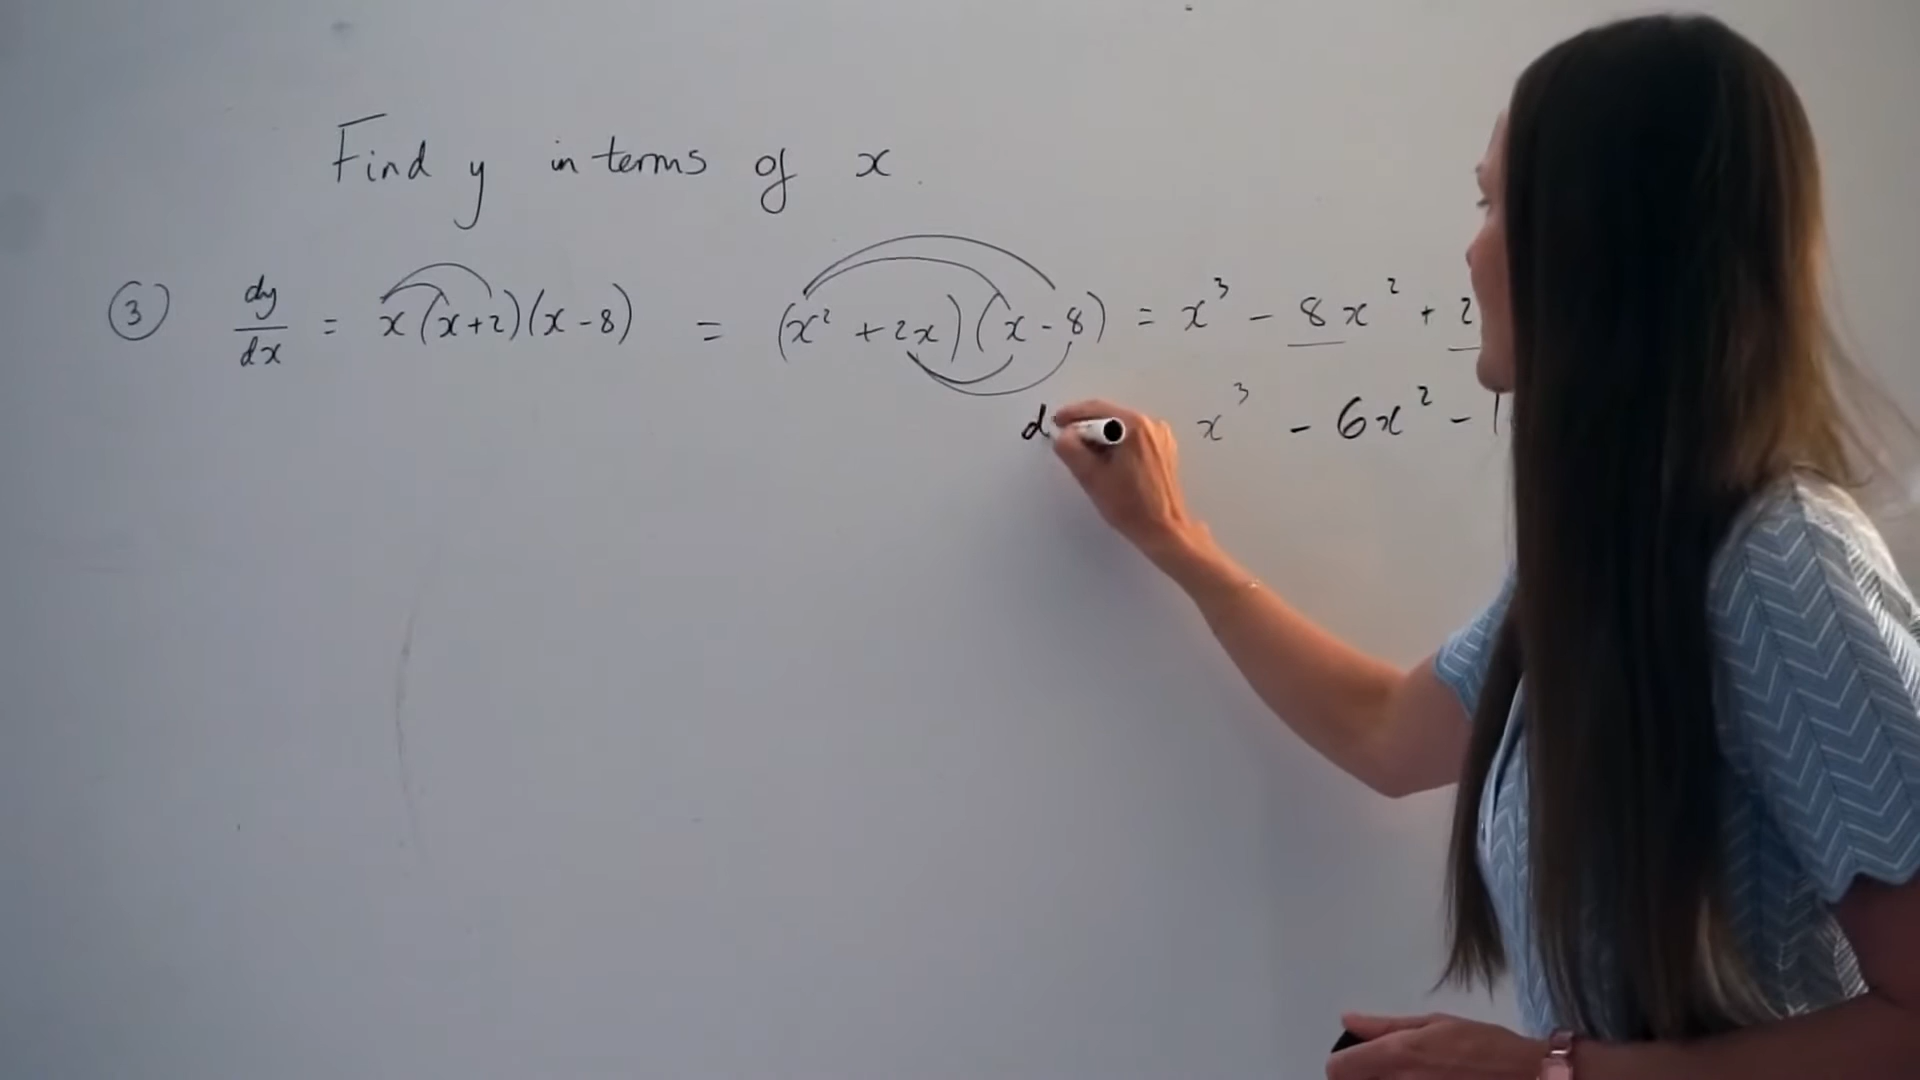 Find y in terms of x.
③ dy/dx = x(x+2)(x-8) = (x² + 2x)(x - 8) = x³ - 8x² + 2
d x³ - 6x² - 1